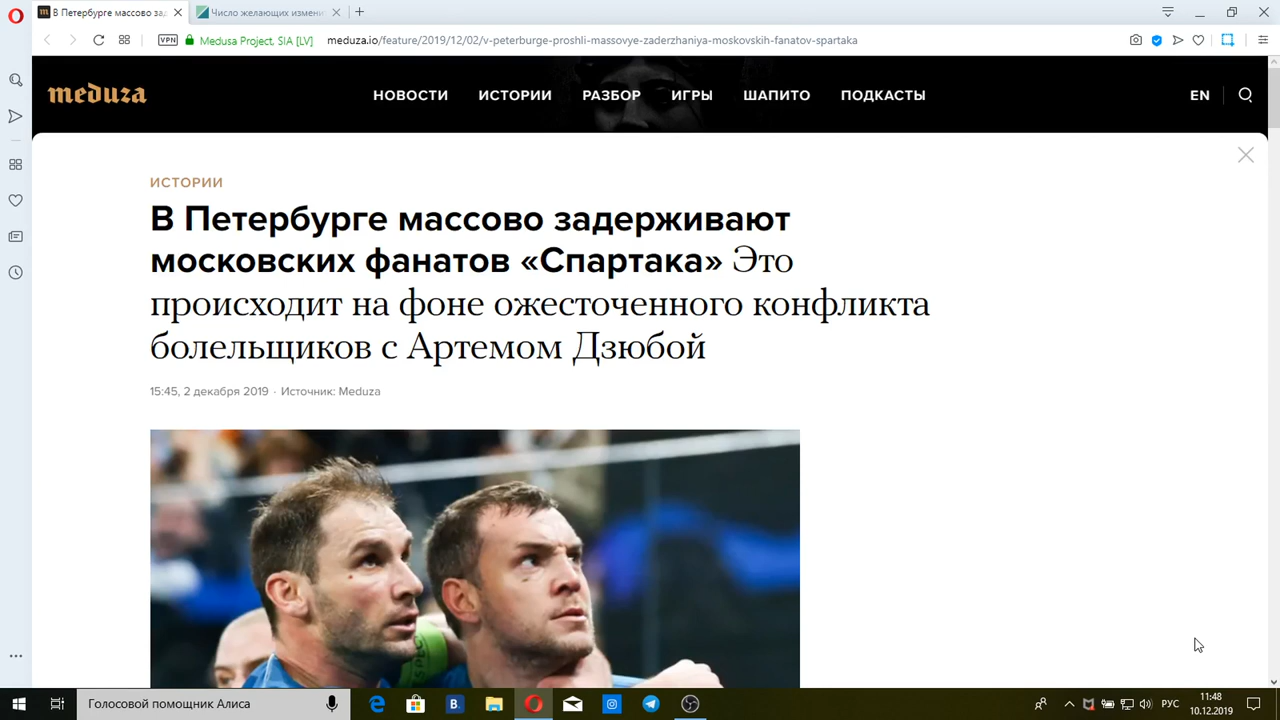 В Петербурге массово зад
Число желающих измени
VPN
Medusa Project, SIA [LV]
meduza.io/feature/2019/12/02/v-peterburge-proshli-massovye-zaderzhaniya-moskovskih-fanatov-spartaka
meduza
НОВОСТИ
ИСТОРИИ
РАЗБОР
ИГРЫ
ШАПИТО
ПОДКАСТЫ
EN
ИСТОРИИ
В Петербурге массово задерживают
московских фанатов «Спартака» Это
происходит на фоне ожесточенного конфликта
болельщиков с Артемом Дзюбой
15:45, 2 декабря 2019 · Источник: Meduza
Голосовой помощник Алиса
РУС
11:48
10.12.2019